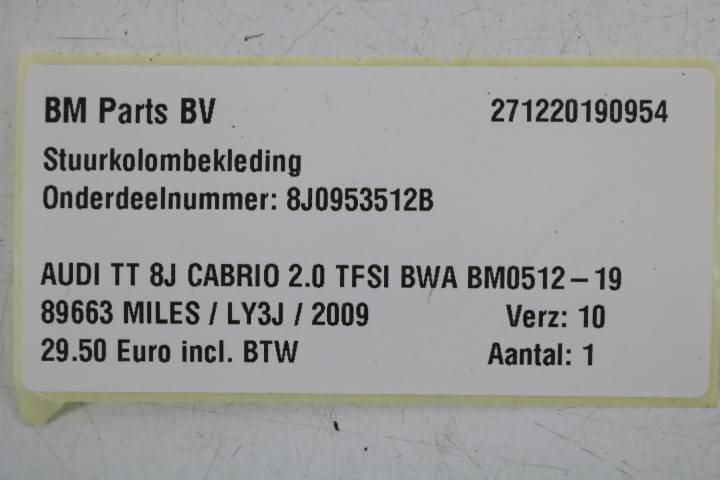 BM Parts BV 271220190954
Stuurkolombekleding
Onderdeelnummer: 8J0953512B
AUDI TT 8J CABRIO 2.0 TFSI BWA BM0512-19
89663 MILES / LY3J / 2009 Verz: 10
29.50 Euro incl. BTW Aantal: 1